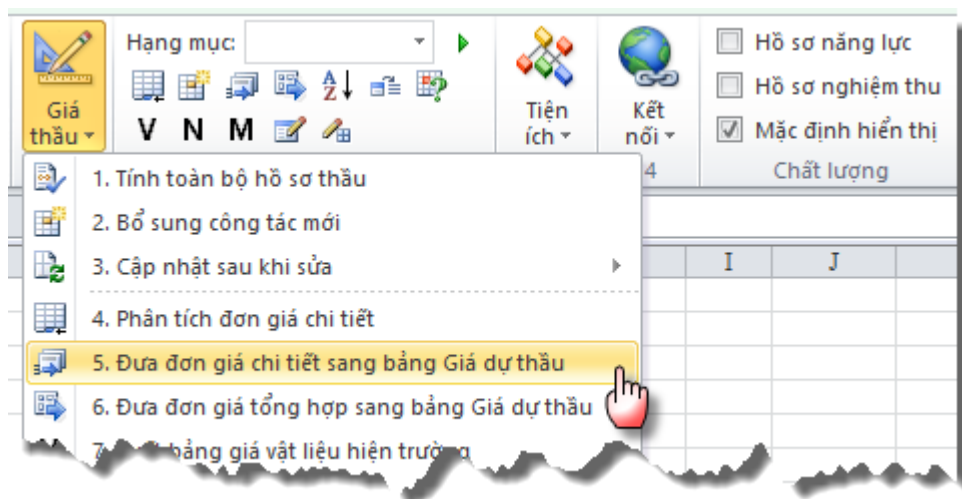 Giá
thầu
Hạng mục:
V N M
Tiện
ích
Kết
nối
Hồ sơ năng lực
Hồ sơ nghiệm thu
Mặc định hiển thị
4
Chất lượng
1. Tính toàn bộ hồ sơ thầu
2. Bổ sung công tác mới
3. Cập nhật sau khi sửa
4. Phân tích đơn giá chi tiết
5. Đưa đơn giá chi tiết sang bảng Giá dự thầu
6. Đưa đơn giá tổng hợp sang bảng Giá dự thầu
7. bảng giá vật liệu hiện trường
I J